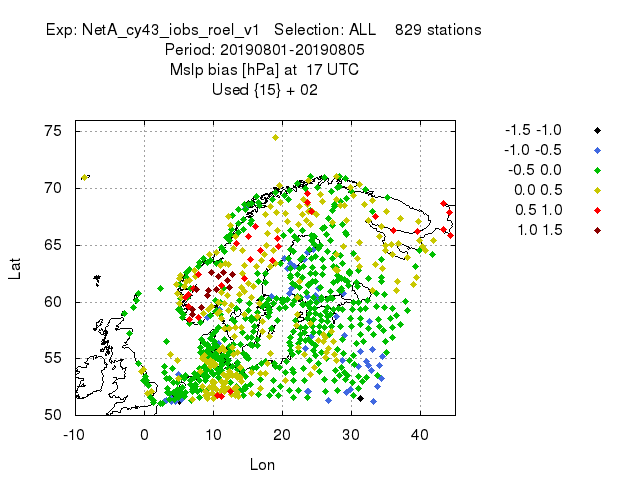 Exp: NetA_cy43_iobs_roel_v1 Selection: ALL 829 stations
Period: 20190801-20190805
Mslp bias [hPa] at 17 UTC
Used {15} + 02
-1.5 -1.0
-1.0 -0.5
-0.5 0.0
0.0 0.5
0.5 1.0
1.0 1.5
75
70
65
60
55
50
Lat
-10 0 10 20 30 40
Lon